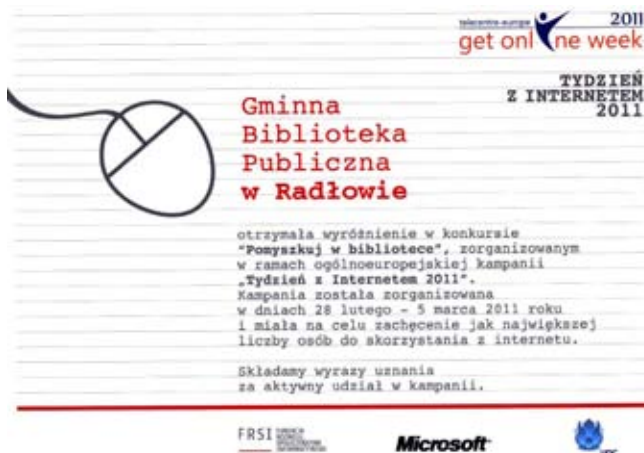 telecentre-europe 2011
get online week
TYDZIEŃ
Z INTERNETEM
2011
Gminna
Biblioteka
Publiczna
w Radłowie
otrzymała wyróżnienie w konkursie
"Pomyszkuj w bibliotece", zorganizowanym
w ramach ogólnoeuropejskiej kampanii
„Tydzień z Internetem 2011".
Kampania została zorganizowana
w dniach 28 lutego - 5 marca 2011 roku
i miała na celu zachęcenie jak największej
liczby osób do skorzystania z internetu.
Składamy wyrazy uznania
za aktywny udział w kampanii.
FRSI
Microsoft